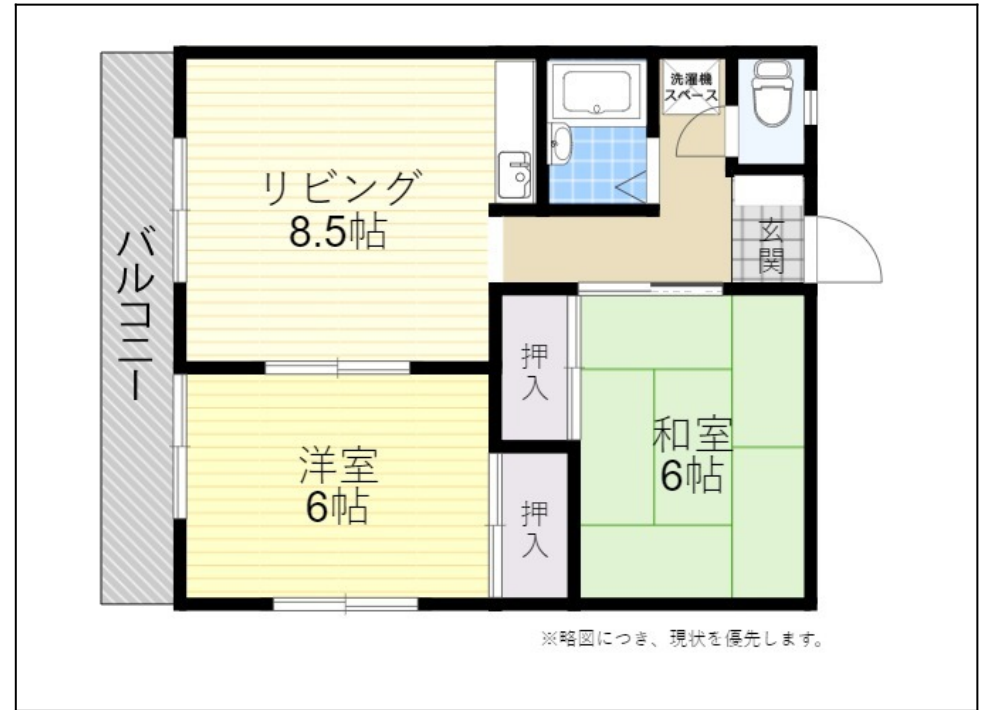 洗濯機
スペース
リビング
8.5帖
玄
関
バルコニー
押
入
和室
6帖
洋室
6帖
押
入
※略図につき、現状を優先します。